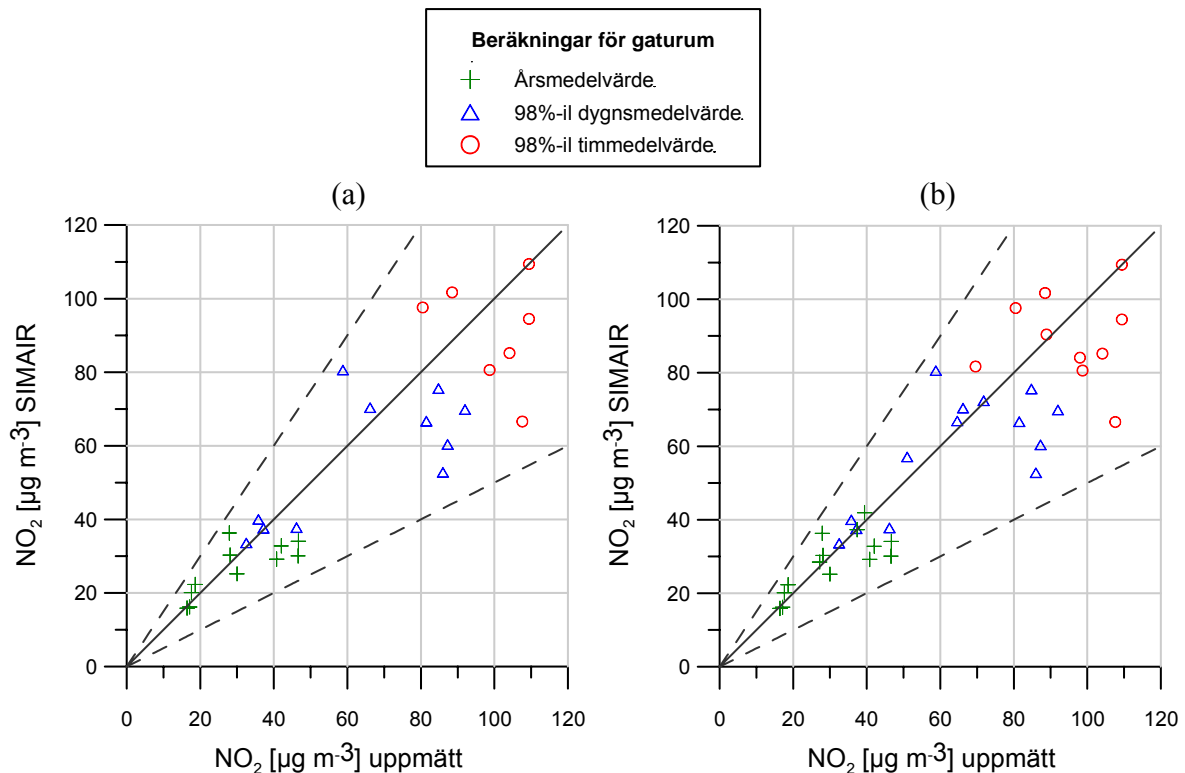 Beräkningar för gaturum
Årsmedelvärde.
98%-il dygnsmedelvärde.
98%-il timmedelvärde.
(a)
120
100
80
60
40
20
0
0 20 40 60 80 100 120
NO2 [µg m-3] SIMAIR
NO2 [µg m-3] uppmätt
(b)
120
100
80
60
40
20
0
0 20 40 60 80 100 120
NO2 [µg m-3] SIMAIR
NO2 [µg m-3] uppmätt